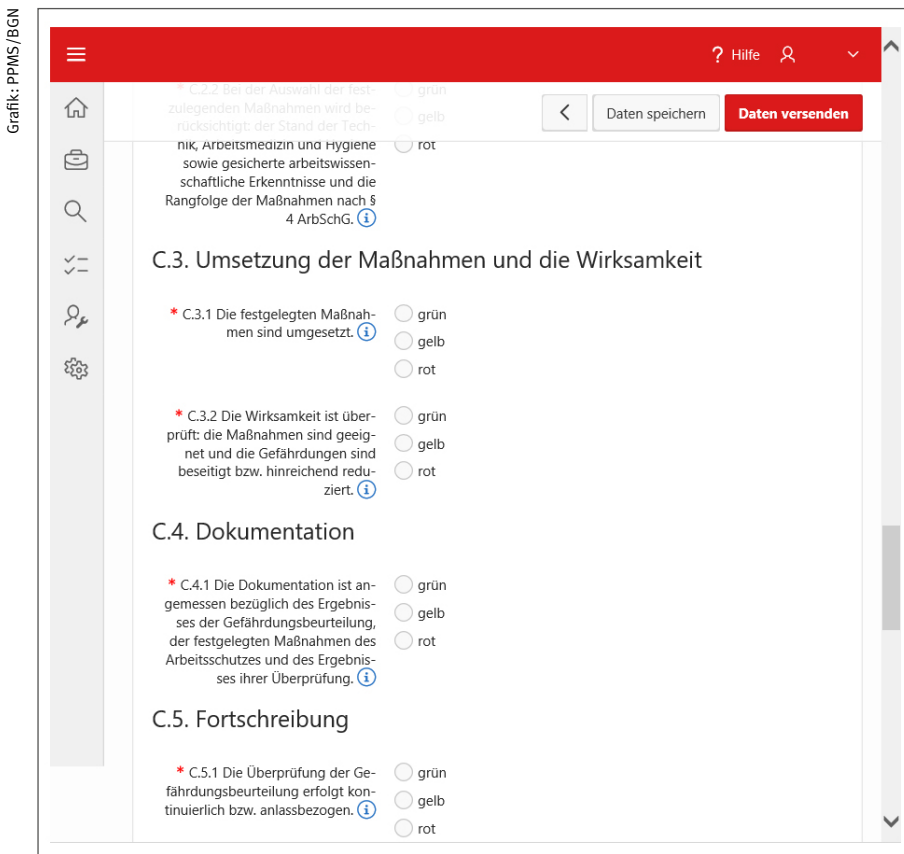 Grafik: PPMS/BGN
? Hilfe
Daten speichern
Daten versenden
* C.2.2 Bei der Auswahl der fest-
zulegenden Maßnahmen wird be-
rücksichtigt: der Stand der Tech-
nik, Arbeitsmedizin und Hygiene
sowie gesicherte arbeitswissen-
schaftliche Erkenntnisse und die
Rangfolge der Maßnahmen nach §
4 ArbSchG. i
grün
gelb
rot
C.3. Umsetzung der Maßnahmen und die Wirksamkeit
* C.3.1 Die festgelegten Maßnah-
men sind umgesetzt. i
grün
gelb
rot
* C.3.2 Die Wirksamkeit ist über-
prüft: die Maßnahmen sind geeig-
net und die Gefährdungen sind
beseitigt bzw. hinreichend redu-
ziert. i
grün
gelb
rot
C.4. Dokumentation
* C.4.1 Die Dokumentation ist an-
gemessen bezüglich des Ergebnis-
ses der Gefährdungsbeurteilung,
der festgelegten Maßnahmen des
Arbeitsschutzes und des Ergebnis-
ses ihrer Überprüfung. i
grün
gelb
rot
C.5. Fortschreibung
* C.5.1 Die Überprüfung der Ge-
fährdungsbeurteilung erfolgt kon-
tinuierlich bzw. anlassbezogen. i
grün
gelb
rot